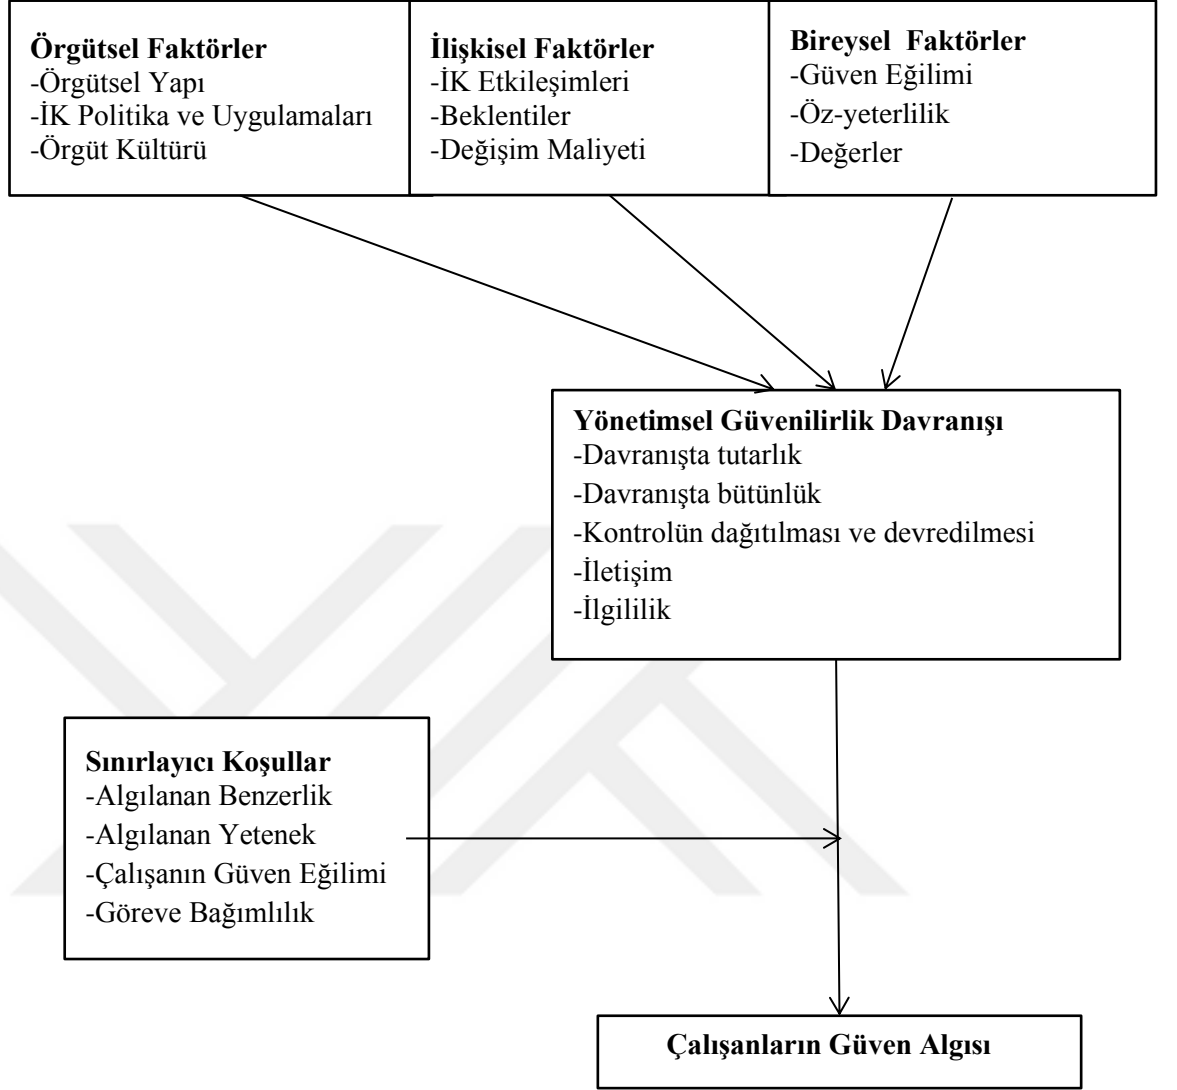 Örgütsel Faktörler
-Örgütsel Yapı
-İK Politika ve Uygulamaları
-Örgüt Kültürü
İlişkisel Faktörler
-İK Etkileşimleri
-Beklentiler
-Değişim Maliyeti
Bireysel Faktörler
-Güven Eğilimi
-Öz-yeterlilik
-Değerler
Yönetimsel Güvenilirlik Davranışı
-Davranışta tutarlık
-Davranışta bütünlük
-Kontrolün dağıtılması ve devredilmesi
-İletişim
-İlgililik
Sınırlayıcı Koşullar
-Algılanan Benzerlik
-Algılanan Yetenek
-Çalışanın Güven Eğilimi
-Göreve Bağımlılık
Çalışanların Güven Algısı